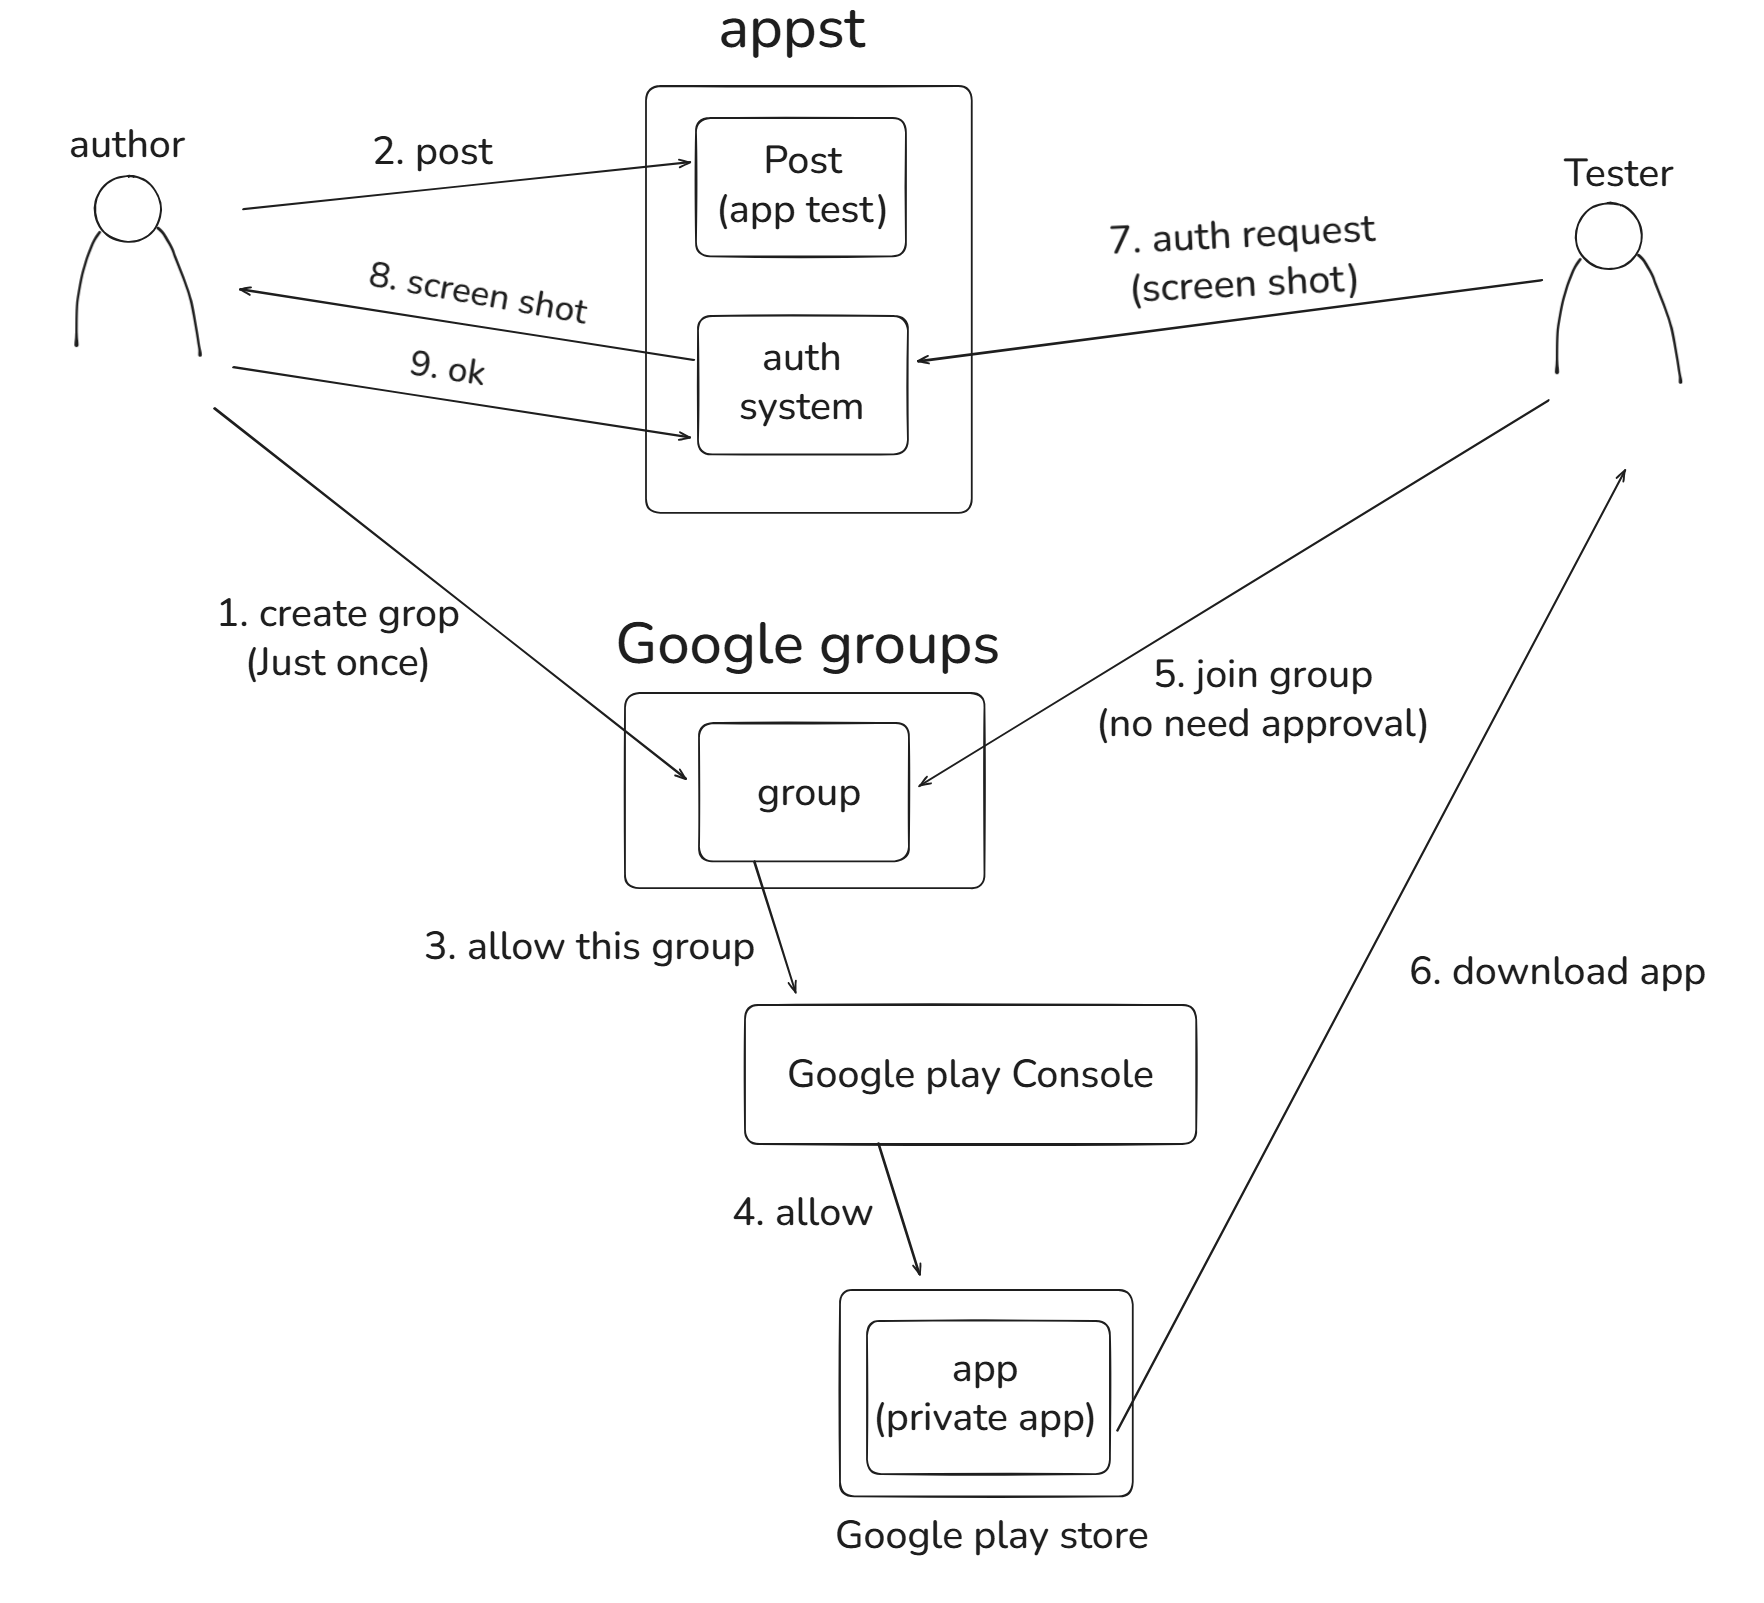 appst
author
2. post
Post
(app test)
Tester
7. auth request
(screen shot)
8. screen shot
9. ok
auth
system
1. create grop
(Just once)
Google groups
group
5. join group
(no need approval)
3. allow this group
6. download app
Google play Console
4. allow
app
(private app)
Google play store